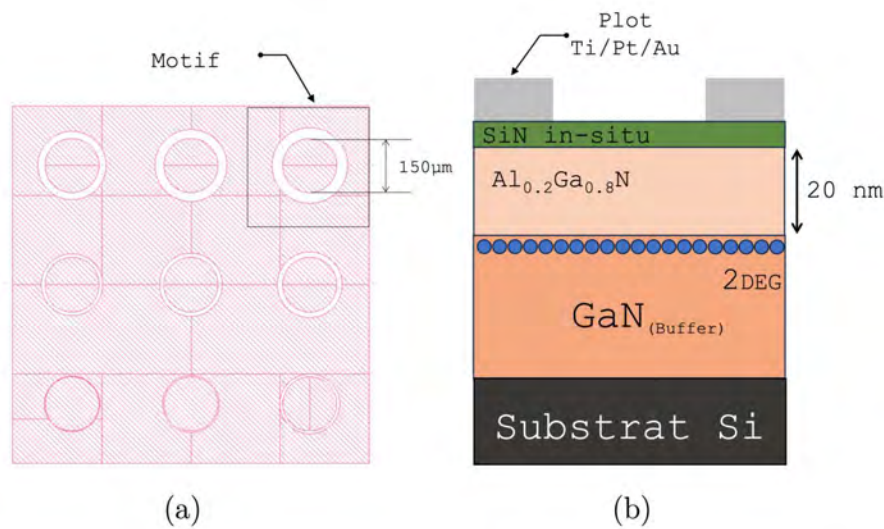 Motif
150µm
(a)
Plot
Ti/Pt/Au
SiN in-situ
Al0.2Ga0.8N
20 nm
2DEG
GaN(Buffer)
Substrat Si
(b)